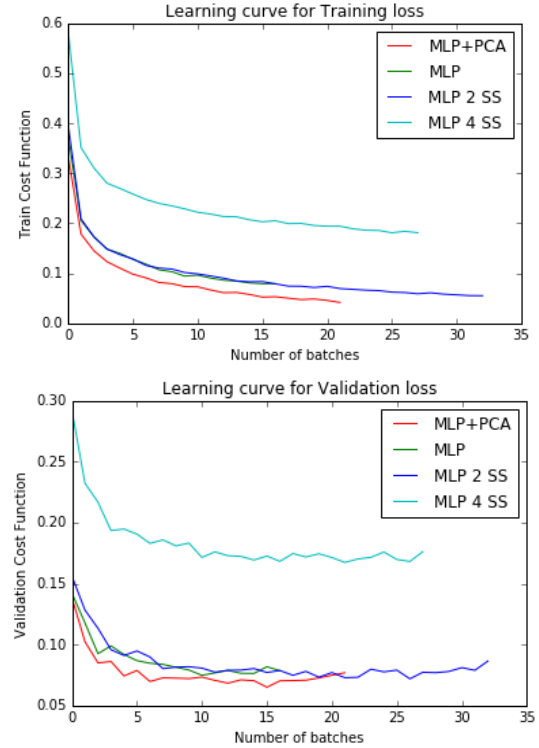 Learning curve for Training loss
0.6
0.5
0.4
0.3
0.2
0.1
0.0
Train Cost Function
MLP+PCA
MLP
MLP 2 SS
MLP 4 SS
0 5 10 15 20 25 30 35
Number of batches
Learning curve for Validation loss
0.30
0.25
0.20
0.15
0.10
0.05
Validation Cost Function
MLP+PCA
MLP
MLP 2 SS
MLP 4 SS
0 5 10 15 20 25 30 35
Number of batches